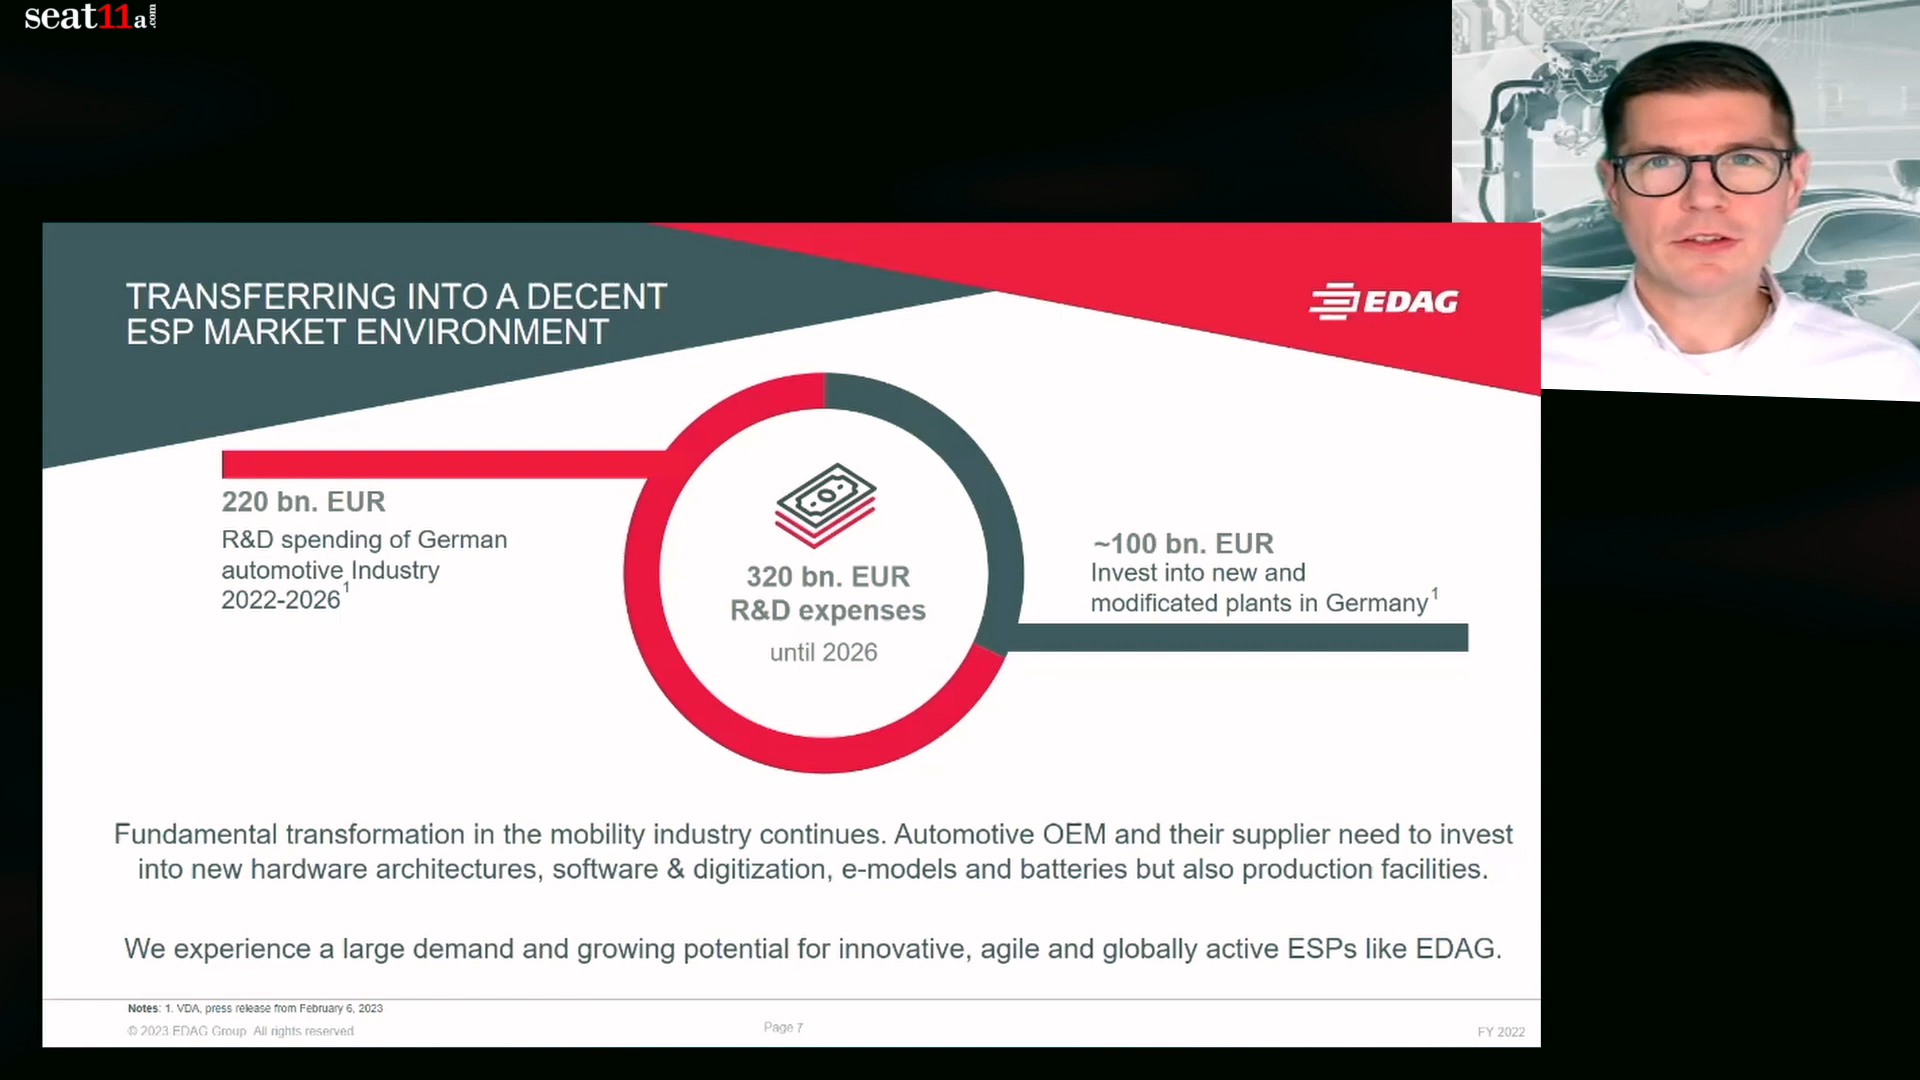 seat11a.com
TRANSFERRING INTO A DECENT
ESP MARKET ENVIRONMENT
EDAG
220 bn. EUR
R&D spending of German
automotive Industry
2022-2026¹
320 bn. EUR
R&D expenses
until 2026
~100 bn. EUR
Invest into new and
modificated plants in Germany¹
Fundamental transformation in the mobility industry continues. Automotive OEM and their supplier need to invest
into new hardware architectures, software & digitization, e-models and batteries but also production facilities.
We experience a large demand and growing potential for innovative, agile and globally active ESPs like EDAG.
Notes: 1. VDA, press release from February 6, 2023
© 2023 EDAG Group. All rights reserved
Page 7
FY 2022